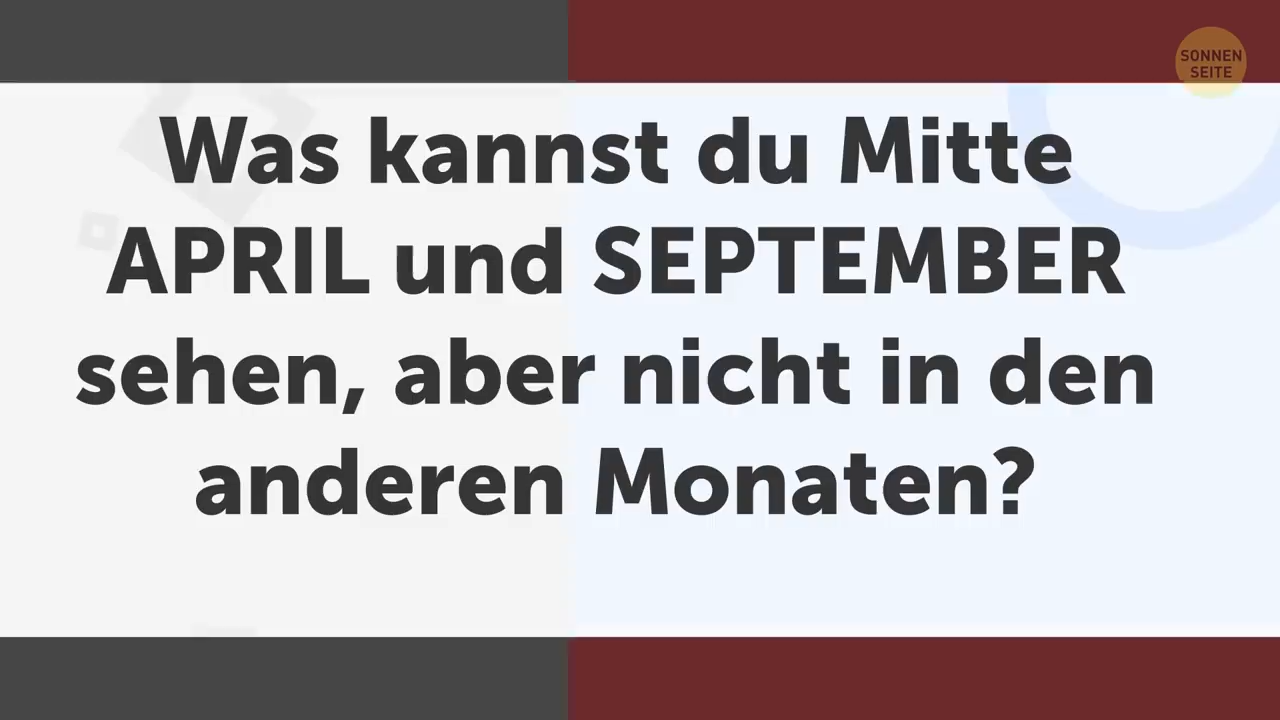 SONNEN
SEITE
Was kannst du Mitte
APRIL und SEPTEMBER
sehen, aber nicht in den
anderen Monaten?